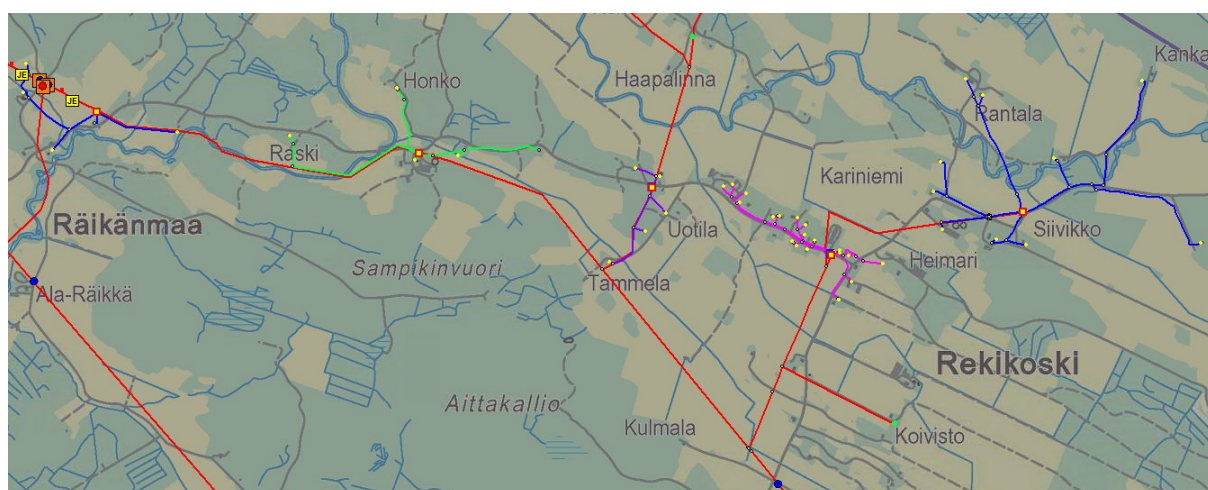 Kanka
JE
Honko
Haapalinna
JE
Rantala
Raski
Kariniemi
Räikänmaa
Uotila
Siivikko
Sampikinvuori
Heimari
Tammela
Ala-Räikkä
Rekikoski
Aittakallio
Kulmala
Koivisto